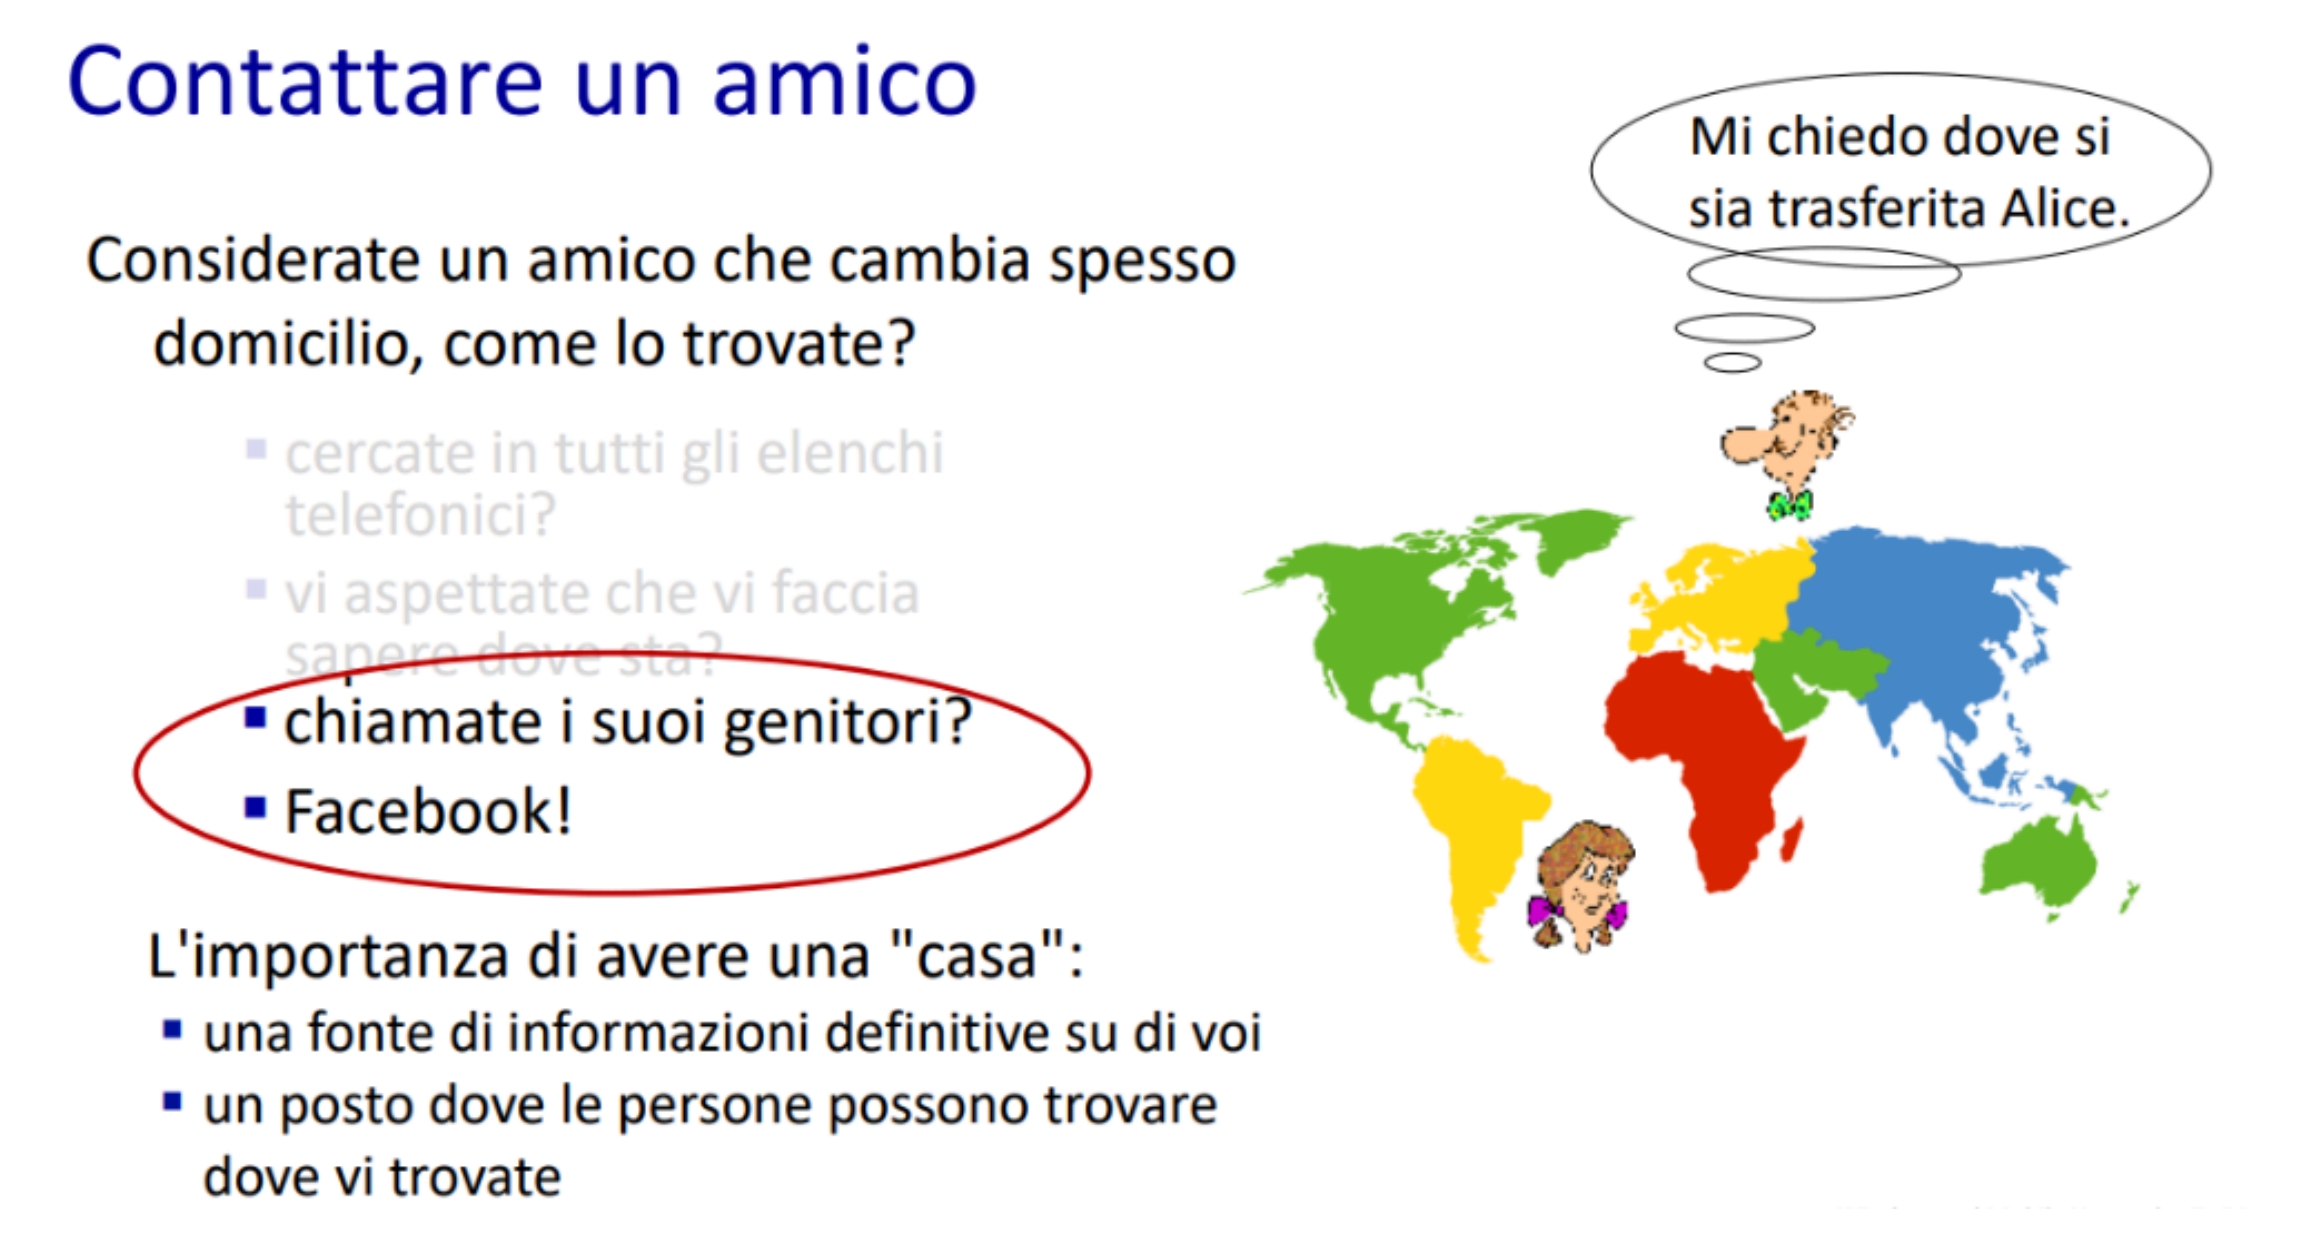 Contattare un amico
Mi chiedo dove si
sia trasferita Alice.
Considerate un amico che cambia spesso
domicilio, come lo trovate?
▪ cercate in tutti gli elenchi
telefonici?
▪ vi aspettate che vi faccia
sapere dove sta?
▪ chiamate i suoi genitori?
▪ Facebook!
L'importanza di avere una "casa":
▪ una fonte di informazioni definitive su di voi
▪ un posto dove le persone possono trovare
dove vi trovate